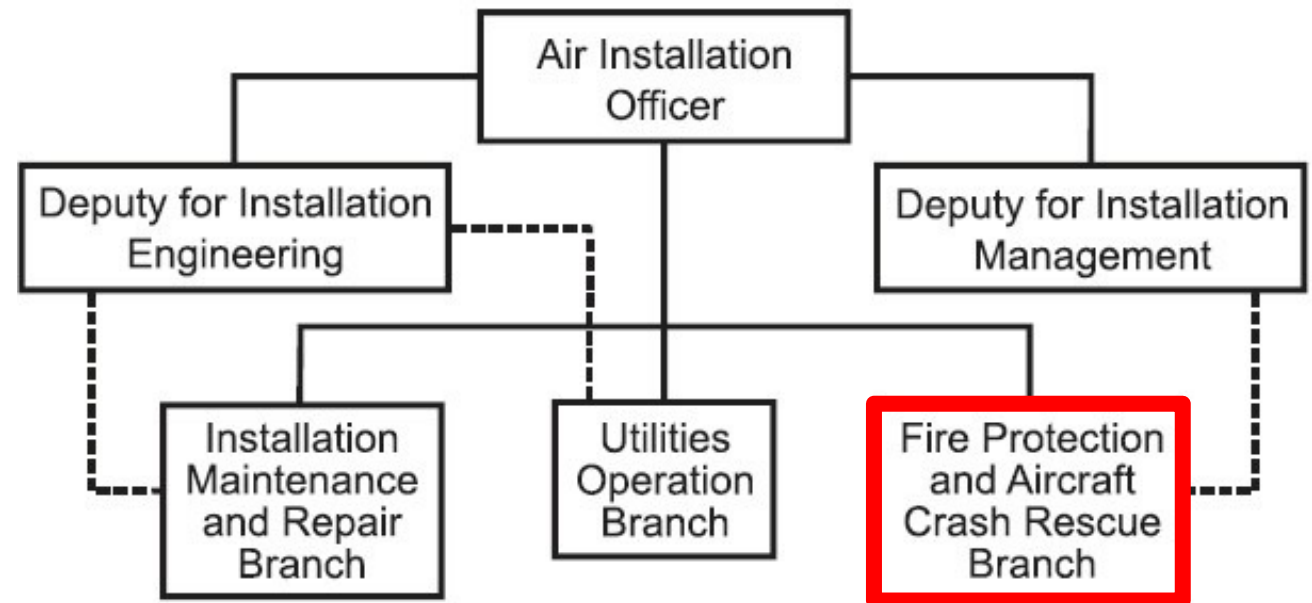 Air Installation
Officer
Deputy for Installation
Engineering
Deputy for Installation
Management
Installation
Maintenance
and Repair
Branch
Utilities
Operation
Branch
Fire Protection
and Aircraft
Crash Rescue
Branch